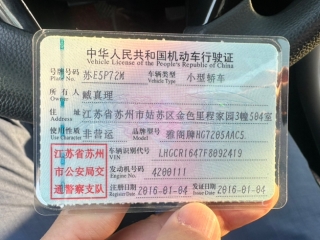 中华人民共和国机动车行驶证
Vehicle License of the People's Republic of China
号牌号码 苏E5P72M 车辆类型 小型轿车
Plate No. Vehicle Type
所有人 臧真理
Owner
住址 江苏省苏州市姑苏区金色里程家园3幢504室
Address
使用性质 非营运 品牌型号 雅阁牌HG7205AAC5
Use Character Model
江苏省苏州
市公安局交
通警察支队
车辆识别代号 LHGCR1647F8092419
VIN
发动机号码 4200111
Engine No.
注册日期 2016-01-04 发证日期 2016-01-04
Register Date Issue Date